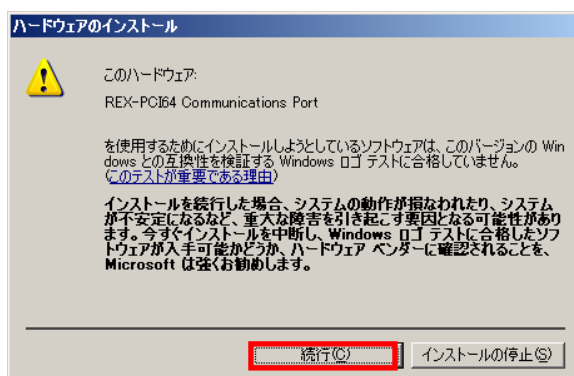 ハードウェアのインストール
このハードウェア:
REX-PCI64 Communications Port
を使用するためにインストールしようとしているソフトウェアは、このバージョンの Win
dows との互換性を検証する Windows ロゴ テストに合格していません。
(このテストが重要である理由)
インストールを続行した場合、システムの動作が損なわれたり、システム
が不安定になるなど、重大な障害を引き起こす要因となる可能性があり
ます。今すぐインストールを中断し、Windows ロゴ テストに合格したソフ
トウェアが入手可能かどうか、ハードウェア ベンダーに確認されることを、
Microsoft は強くお勧めします。
続行(C)
インストールの停止(S)